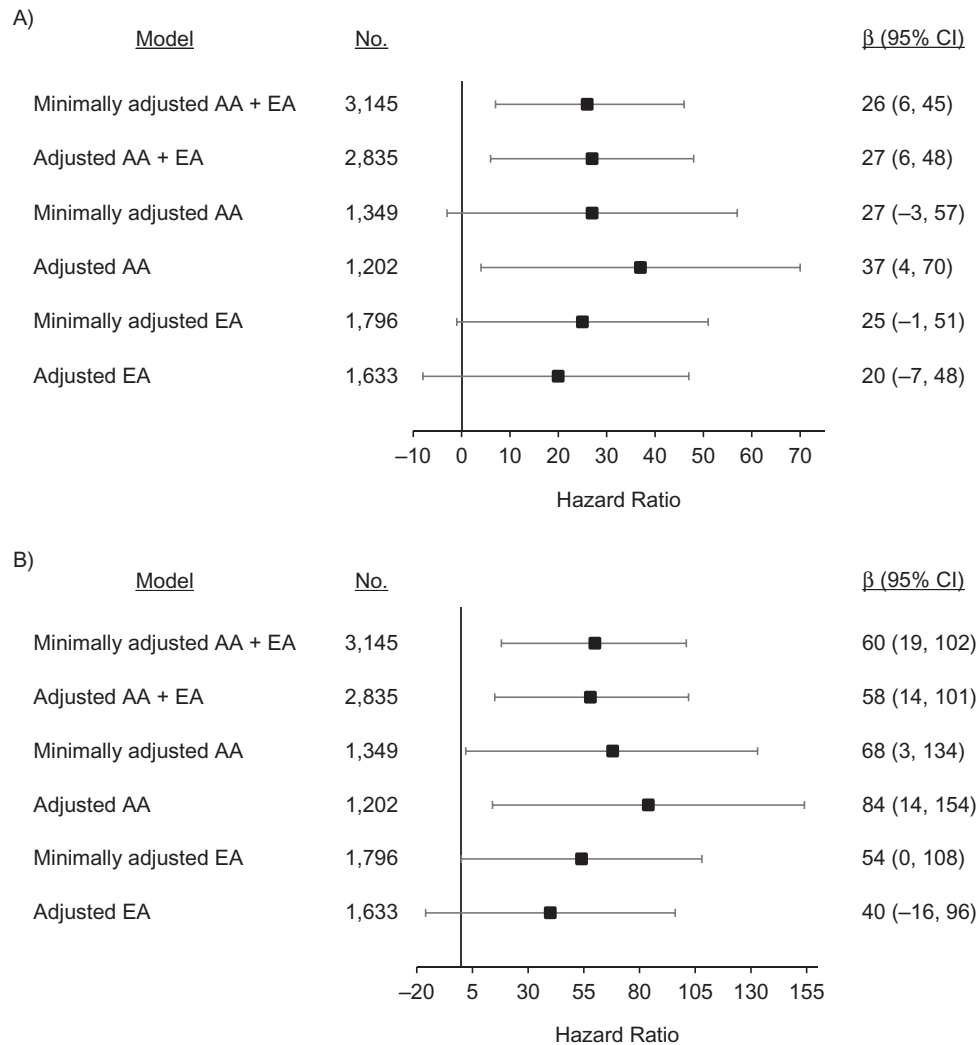 A)
Model No. β (95% CI)
Minimally adjusted AA + EA 3,145 26 (6, 45)
Adjusted AA + EA 2,835 27 (6, 48)
Minimally adjusted AA 1,349 27 (–3, 57)
Adjusted AA 1,202 37 (4, 70)
Minimally adjusted EA 1,796 25 (–1, 51)
Adjusted EA 1,633 20 (–7, 48)
–10 0 10 20 30 40 50 60 70
Hazard Ratio
B)
Model No. β (95% CI)
Minimally adjusted AA + EA 3,145 60 (19, 102)
Adjusted AA + EA 2,835 58 (14, 101)
Minimally adjusted AA 1,349 68 (3, 134)
Adjusted AA 1,202 84 (14, 154)
Minimally adjusted EA 1,796 54 (0, 108)
Adjusted EA 1,633 40 (–16, 96)
–20 5 30 55 80 105 130 155
Hazard Ratio